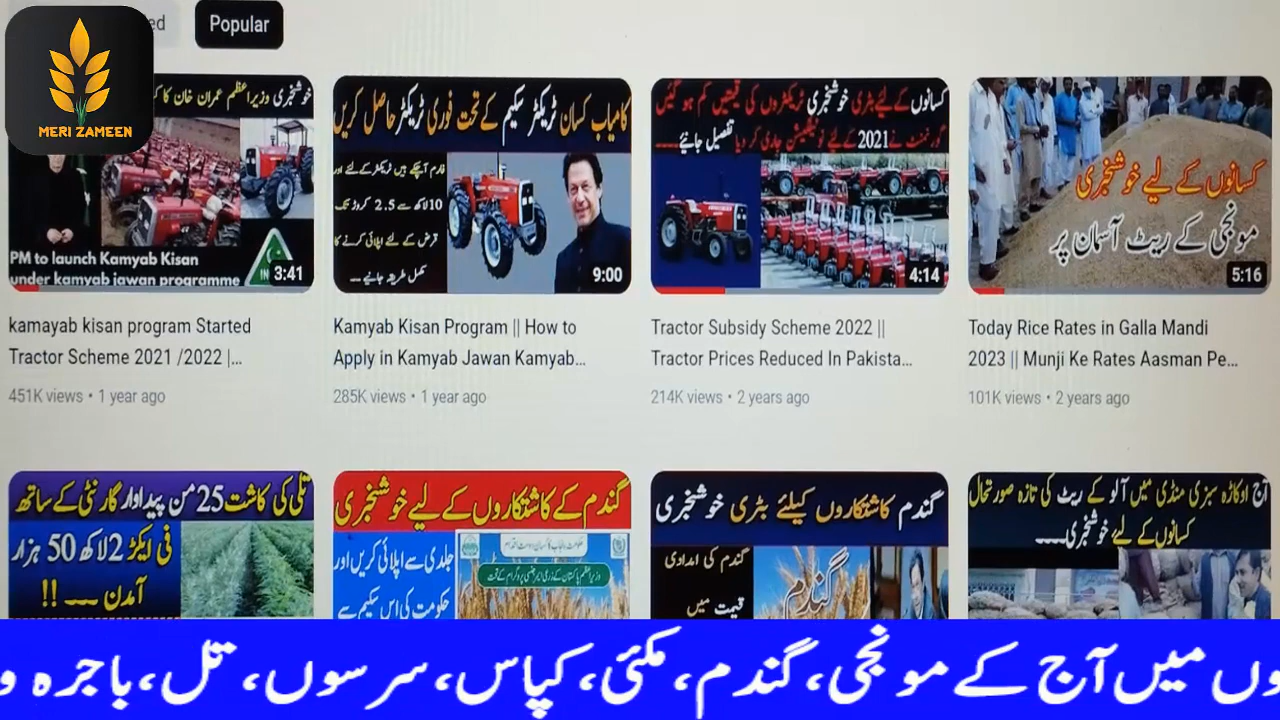 Popular
MERI ZAMEEN
خوشخبری وزیراعظم عمران خان کا
PM to launch Kamyab Kisan
under kamyab jawan programme
3:41
kamayab kisan program Started
Tractor Scheme 2021 /2022 |...
451K views • 1 year ago
کامیاب کسان ٹریکٹر سکیم کے تحت فوری ٹریکٹر حاصل کریں
فارم آچکے ہیں ٹریکٹر کے لئے اور
10 لاکھ سے 2.5 کروڑ تک
قرض کے لئے اپلائی کرنے کا
مکمل طریقہ جانیے...
9:00
Kamyab Kisan Program || How to
Apply in Kamyab Jawan Kamyab...
285K views • 1 year ago
کسانوں کے لئے بڑی خوشخبری ٹریکٹروں کی قیمتیں کم ہو گئیں
گورنمنٹ نے 2021 کے لیے نوٹیفکیشن جاری کر دیا تفصیل جانیئے....
4:14
Tractor Subsidy Scheme 2022 ||
Tractor Prices Reduced In Pakista...
214K views • 2 years ago
کسانوں کے لیے خوشخبری
مونجی کے ریٹ آسمان پر
5:16
Today Rice Rates in Galla Mandi
2023 || Munji Ke Rates Aasman Pe...
101K views • 2 years ago
تلی کی کاشت 25 من پیداوار گارنٹی کے ساتھ
فی ایکڑ 2 لاکھ 50 ہزار
آمدن ــــ !!
گندم کے کاشتکاروں کے لیے خوشخبری
جلدی سے اپلائی کریں اور
حکومت کی اس سکیم سے
گندم کاشتکاروں کیلئے بڑی خوشخبری
گندم کی امدادی
قیمت میں
گندم
آج اوکاڑہ سبزی منڈی میں آلو کے ریٹ کی تازہ صورتحال
کسانوں کے لیے خوشخبری....
وں میں آج کے مونجی، گندم، مکئی، کپاس، سرسوں، تل، باجرہ و